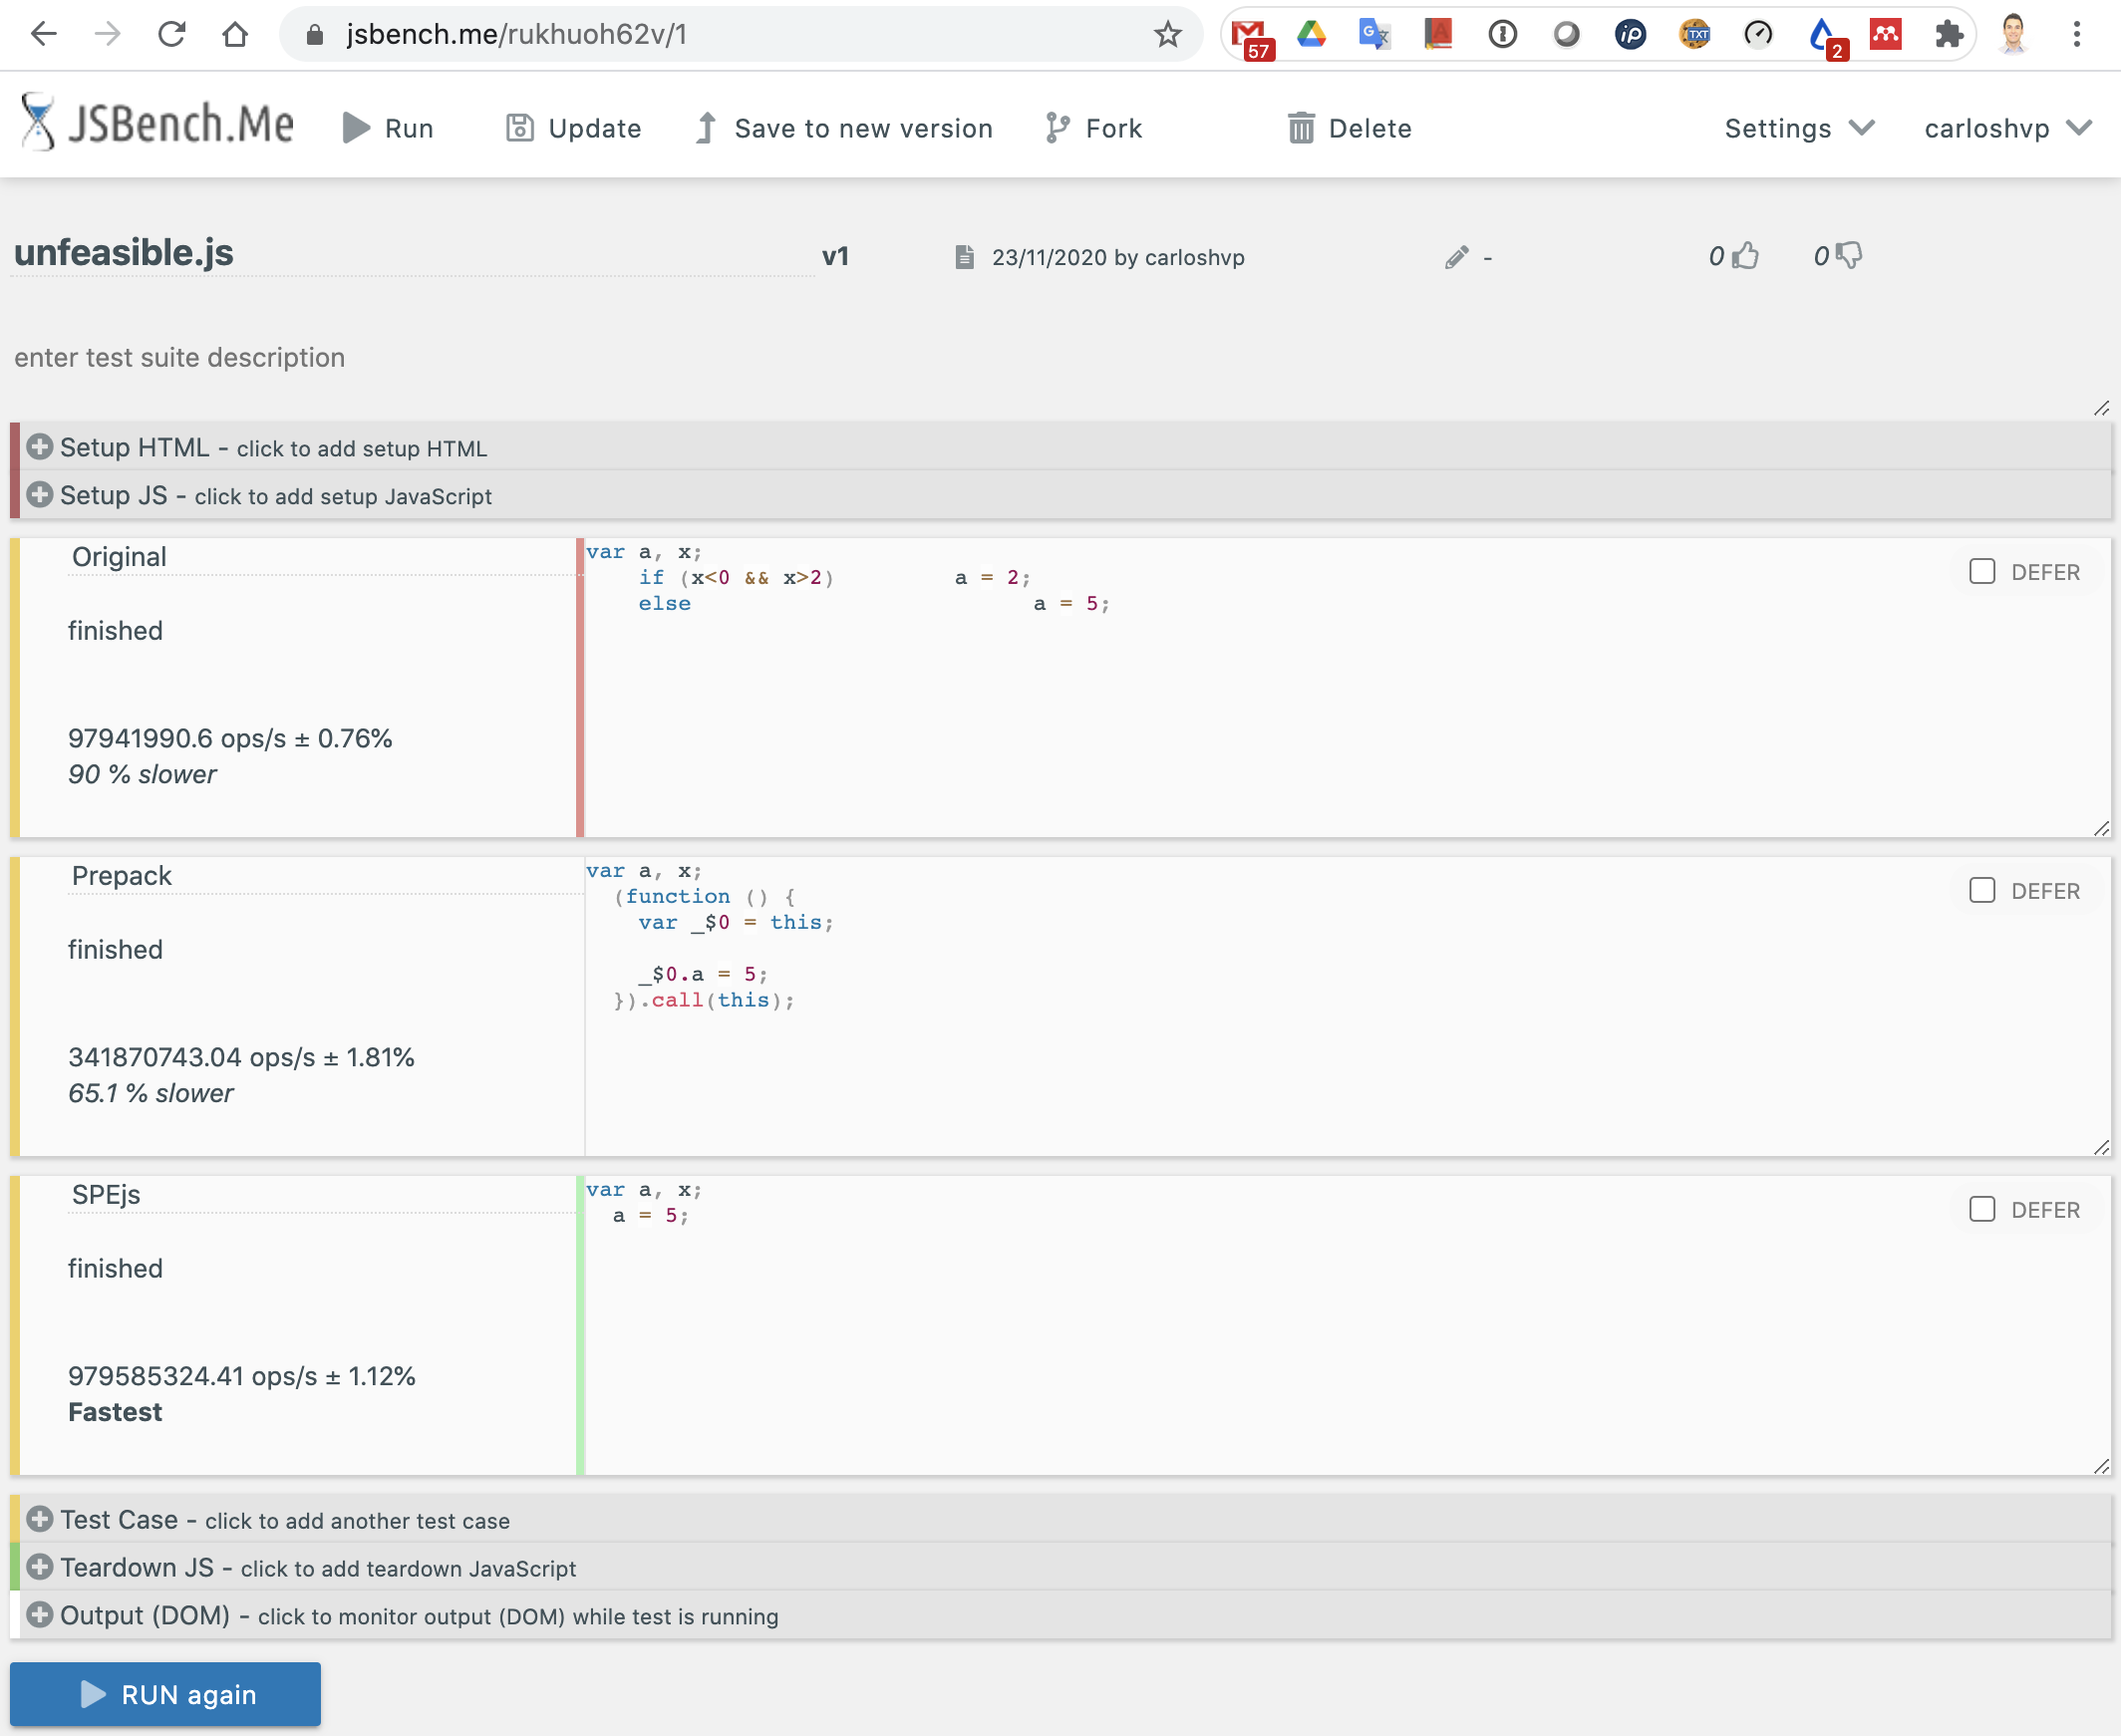 jsbench.me/rukhuoh62v/1
57
TXT
ip
2
JSBench.Me
Run
Update
Save to new version
Fork
Delete
Settings
carloshvp
unfeasible.js
v1
23/11/2020 by carloshvp
-
0
0
enter test suite description
Setup HTML - click to add setup HTML
Setup JS - click to add setup JavaScript
Original
finished
97941990.6 ops/s ± 0.76%
90 % slower
var a, x;
if (x<0 && x>2) a = 2;
else a = 5;
DEFER
Prepack
finished
341870743.04 ops/s ± 1.81%
65.1 % slower
var a, x;
(function () {
var _$0 = this;
_$0.a = 5;
}).call(this);
DEFER
SPEjs
finished
979585324.41 ops/s ± 1.12%
Fastest
var a, x;
a = 5;
DEFER
Test Case - click to add another test case
Teardown JS - click to add teardown JavaScript
Output (DOM) - click to monitor output (DOM) while test is running
RUN again